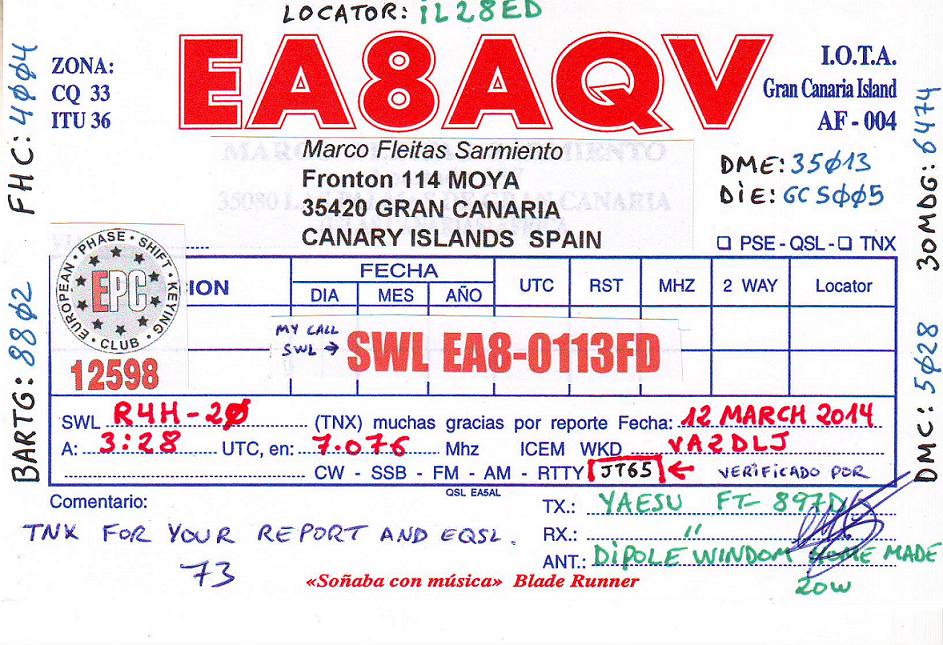 LOCATOR: iL28ED
EA8AQV
ZONA:
CQ 33
ITU 36
I.O.T.A.
Gran Canaria Island
AF - 004
FHC: 4004
BARTG: 8802
30MDG: 6474
DMC: 5028
Marco Fleitas Sarmiento
Fronton 114 MOYA
35420 GRAN CANARIA
CANARY ISLANDS SPAIN
DME: 35013
DIE: GC S005
PSE - QSL - TNX
EUROPEAN PHASE SHIFT KEYING CLUB
EPC
12598
CION
FECHA
DIA MES AÑO
UTC RST MHZ 2 WAY Locator
MY CALL
SWL →
SWL EA8-0113FD
SWL R4H-20 (TNX) muchas gracias por reporte Fecha: 12 MARCH 2014
A: 3:28 UTC, en: 7.076 Mhz ICEM WKD VA2DLJ
CW - SSB - FM - AM - RTTY JT65 ← VERIFICADO POR
QSL EA5AL
Comentario:
TNX FOR YOUR REPORT AND EQSL.
73
TX.: YAESU FT-897D
RX.: "
ANT.: DiPOLE WINDOM HOME MADE
20W
«Soñaba con música» Blade Runner